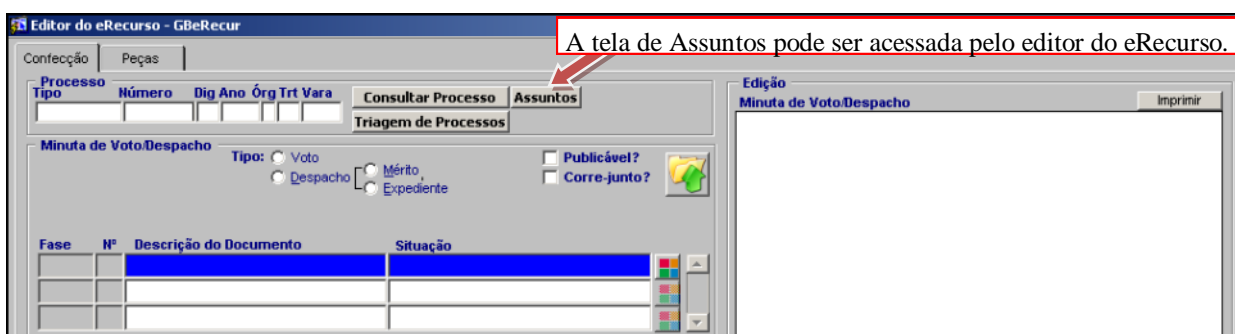 Editor do eRecurso - GBeRecur
A tela de Assuntos pode ser acessada pelo editor do eRecurso.
Confecção Peças
Processo
Tipo Número Dig Ano Órg Trt Vara
Consultar Processo Assuntos
Triagem de Processos
Edição
Minuta de Voto/Despacho Imprimir
Minuta de Voto/Despacho
Tipo: Voto Publicável?
Despacho Mérito,
Expediente Corre-junto?
Fase Nº Descrição do Documento Situação